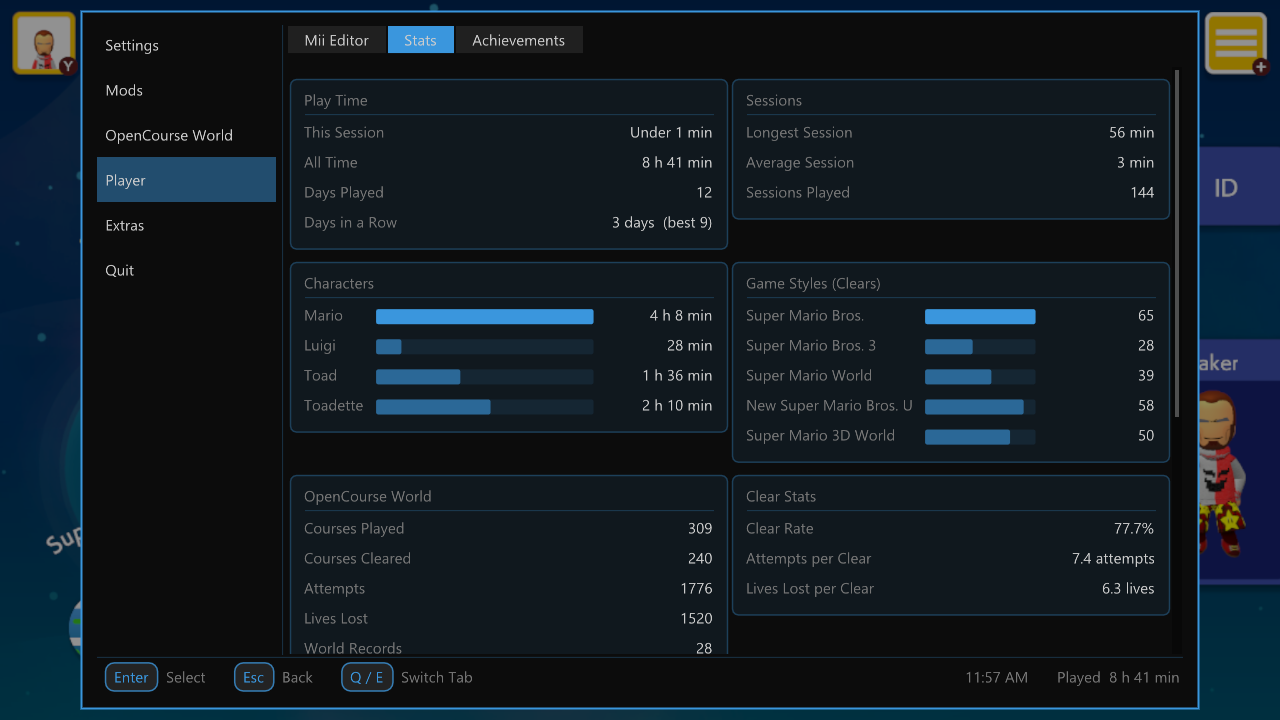 Settings
Mods
OpenCourse World
Player
Extras
Quit
Mii Editor
Stats
Achievements
Play Time
This Session Under 1 min
All Time 8 h 41 min
Days Played 12
Days in a Row 3 days (best 9)
Sessions
Longest Session 56 min
Average Session 3 min
Sessions Played 144
Characters
Mario 4 h 8 min
Luigi 28 min
Toad 1 h 36 min
Toadette 2 h 10 min
Game Styles (Clears)
Super Mario Bros. 65
Super Mario Bros. 3 28
Super Mario World 39
New Super Mario Bros. U 58
Super Mario 3D World 50
OpenCourse World
Courses Played 309
Courses Cleared 240
Attempts 1776
Lives Lost 1520
World Records 28
Clear Stats
Clear Rate 77.7%
Attempts per Clear 7.4 attempts
Lives Lost per Clear 6.3 lives
Enter Select Esc Back Q / E Switch Tab 11:57 AM Played 8 h 41 min
Y
+
ID
aker
Sup